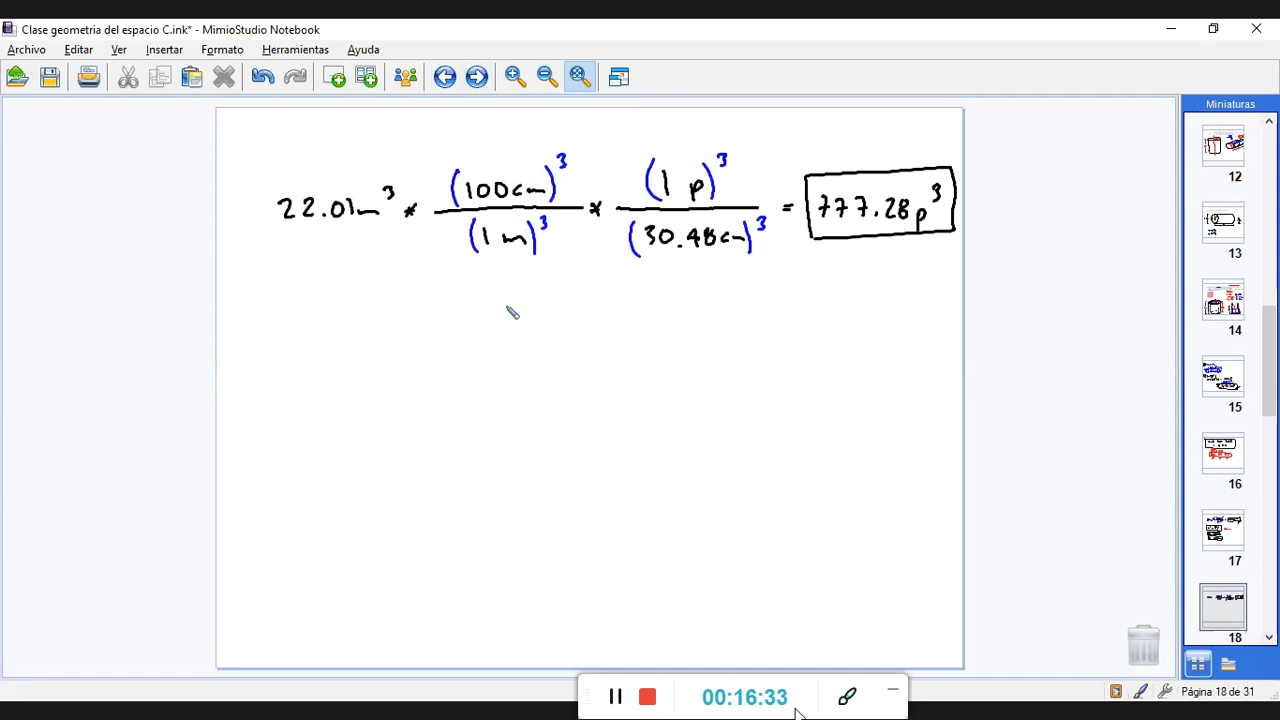 Clase geometria del espacio C.ink* - MimioStudio Notebook
Archivo Editar Ver Insertar Formato Herramientas Ayuda
Miniaturas
22.01m³ * (100cm)³ / (1 m)³ * (1 p)³ / (30.48cm)³ = 777.28p³
12
13
14
15
16
17
18
Página 18 de 31
00:16:33